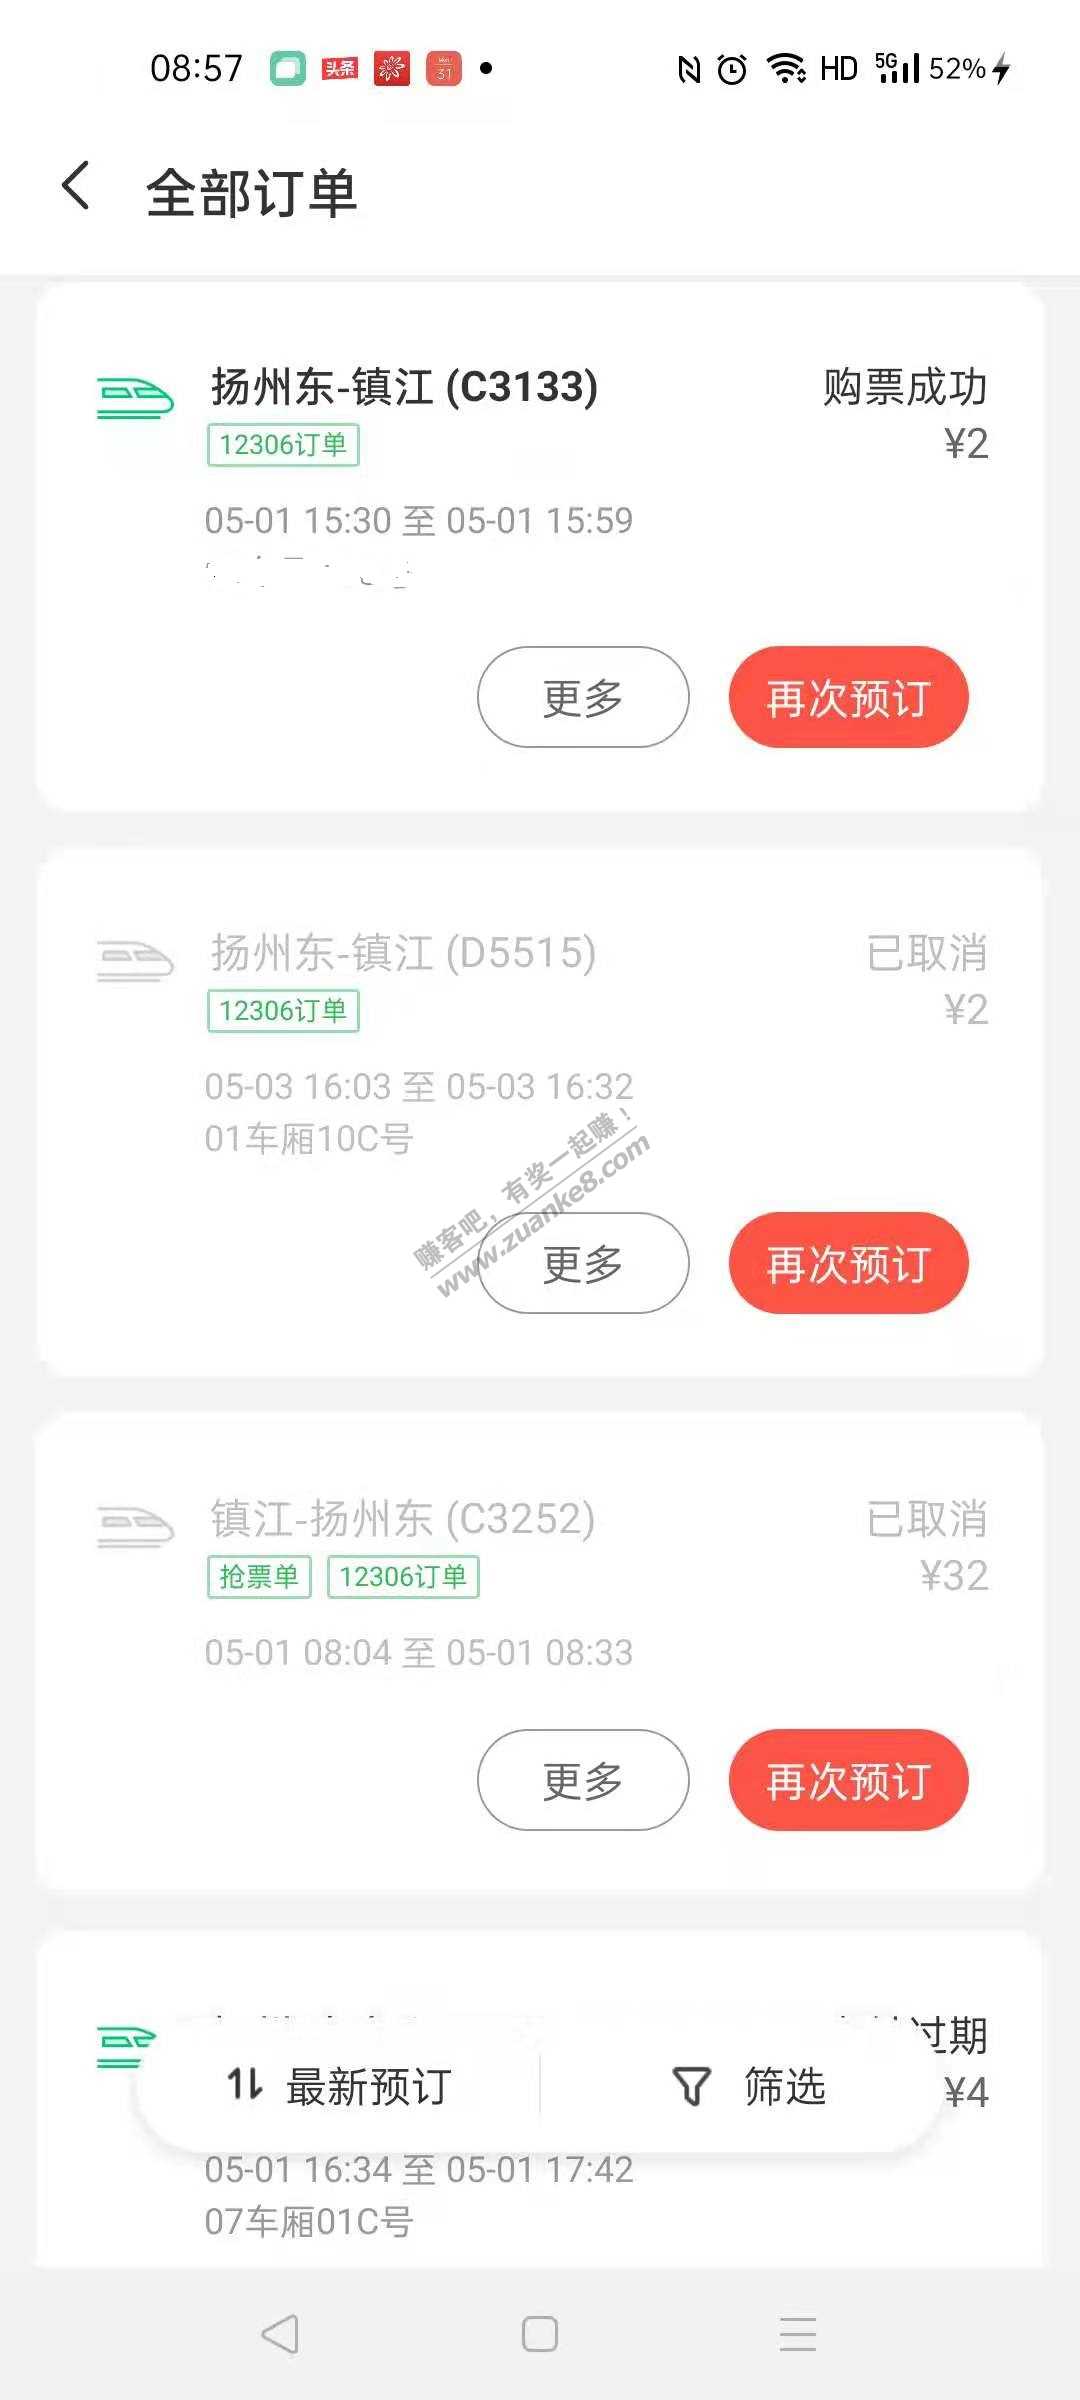 08:57 头条 31 HD 5G 52%
全部订单
扬州东-镇江 (C3133) 购票成功
12306订单 ¥2
05-01 15:30 至 05-01 15:59
更多 再次预订
扬州东-镇江 (D5515) 已取消
12306订单 ¥2
05-03 16:03 至 05-03 16:32
01车厢10C号
赚客吧，有奖一起赚！
www.zuanke8.com
更多 再次预订
镇江-扬州东 (C3252) 已取消
抢票单 12306订单 ¥32
05-01 08:04 至 05-01 08:33
更多 再次预订
过期
最新预订 筛选 ¥4
05-01 16:34 至 05-01 17:42
07车厢01C号